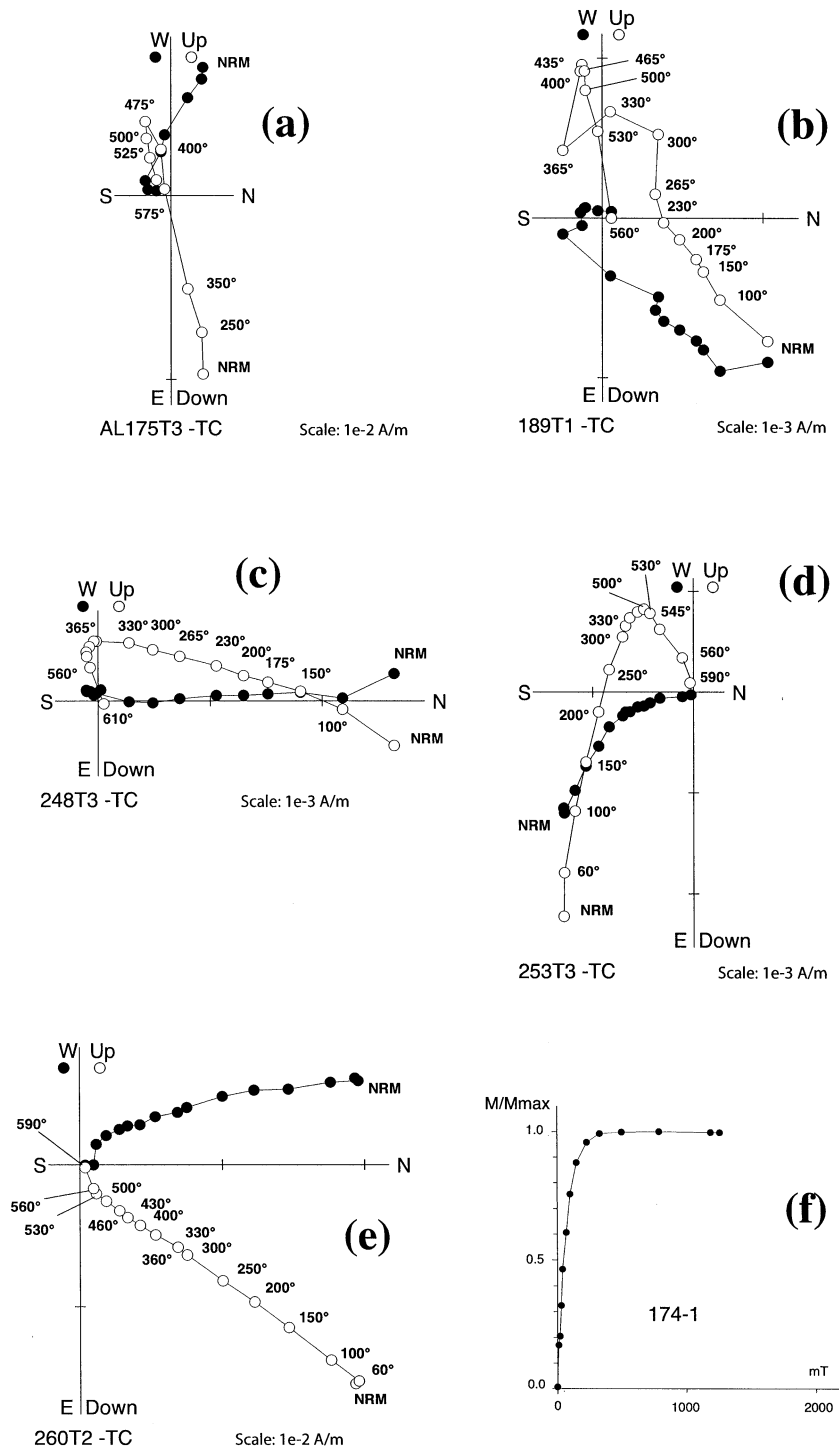 W Up
NRM
(a)
475°
500°
525°
400°
S N
575°
350°
250°
NRM
E Down
AL175T3 -TC Scale: 1e-2 A/m
W Up
435° 465°
400° 500°
(b)
330°
530° 300°
365°
265°
S N
230°
560° 200°
175°
150°
100°
NRM
E Down
189T1 -TC Scale: 1e-3 A/m
(c)
W Up
365° 330° 300° 265° 230° 200° 175° 150° NRM
560°
S N
610° 100°
NRM
E Down
248T3 -TC Scale: 1e-3 A/m
530°
500° W Up
(d)
330° 545°
300°
250° 560°
590°
S N
200°
150°
NRM 100°
60°
NRM
E Down
253T3 -TC Scale: 1e-3 A/m
W Up
NRM
590°
S N
560° 500°
530° 430°
460° 400°
330°
360° 300°
(e)
250°
200°
150°
100° 60°
NRM
E Down
260T2 -TC Scale: 1e-2 A/m
M/Mmax
1.0
(f)
0.5
174-1
mT
0.0
0 1000 2000